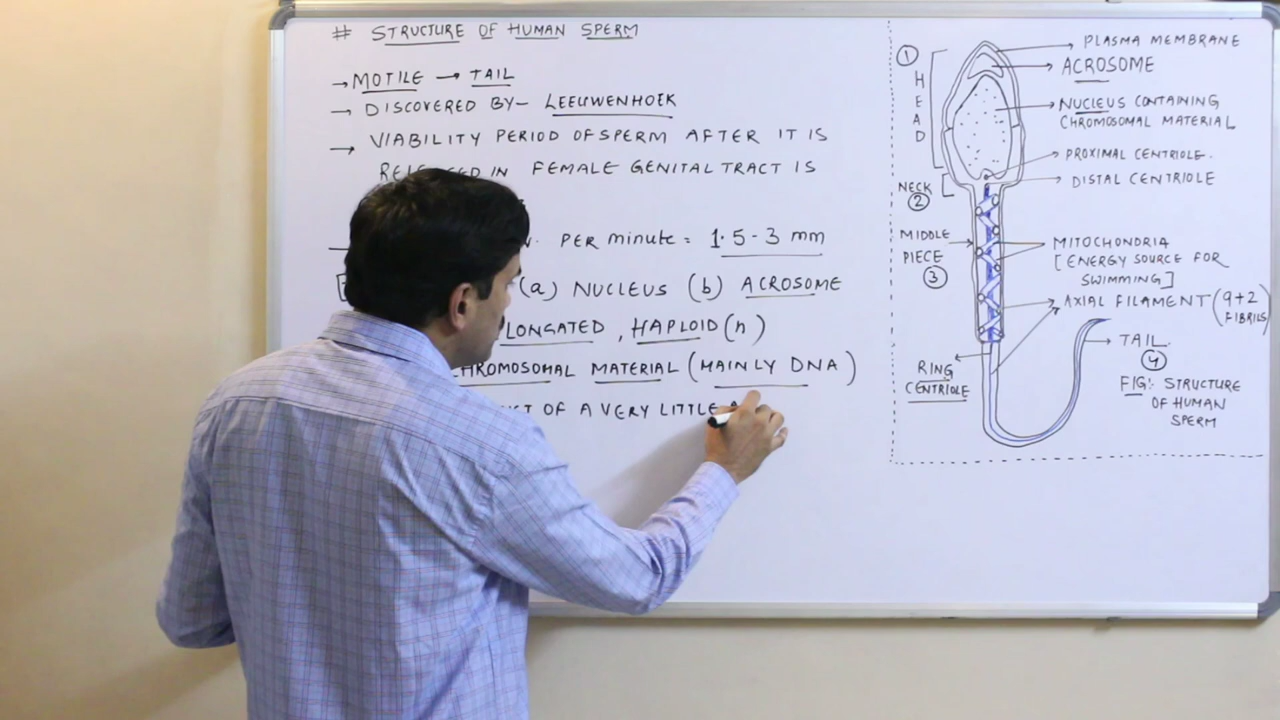 # STRUCTURE OF HUMAN SPERM
→ MOTILE → TAIL
→ DISCOVERED BY- LEEUWENHOEK
→ VIABILITY PERIOD OF SPERM AFTER IT IS
IN FEMALE GENITAL TRACT IS
PER minute = 1.5-3 mm
(a) NUCLEUS (b) ACROSOME
LONGATED, HAPLOID (n)
CHROMOSOMAL MATERIAL (MAINLY DNA)
OF A VERY LITTLE
1
HEAD
NECK
2
MIDDLE
PIECE
3
PLASMA MEMBRANE
ACROSOME
NUCLEUS CONTAINING
CHROMOSOMAL MATERIAL
PROXIMAL CENTRIOLE.
DISTAL CENTRIOLE
MITOCHONDRIA
[ENERGY SOURCE FOR
SWIMMING]
AXIAL FILAMENT (9+2
FIBRILS)
RING
CENTRIOLE
TAIL
4
FIG: STRUCTURE
OF HUMAN
SPERM